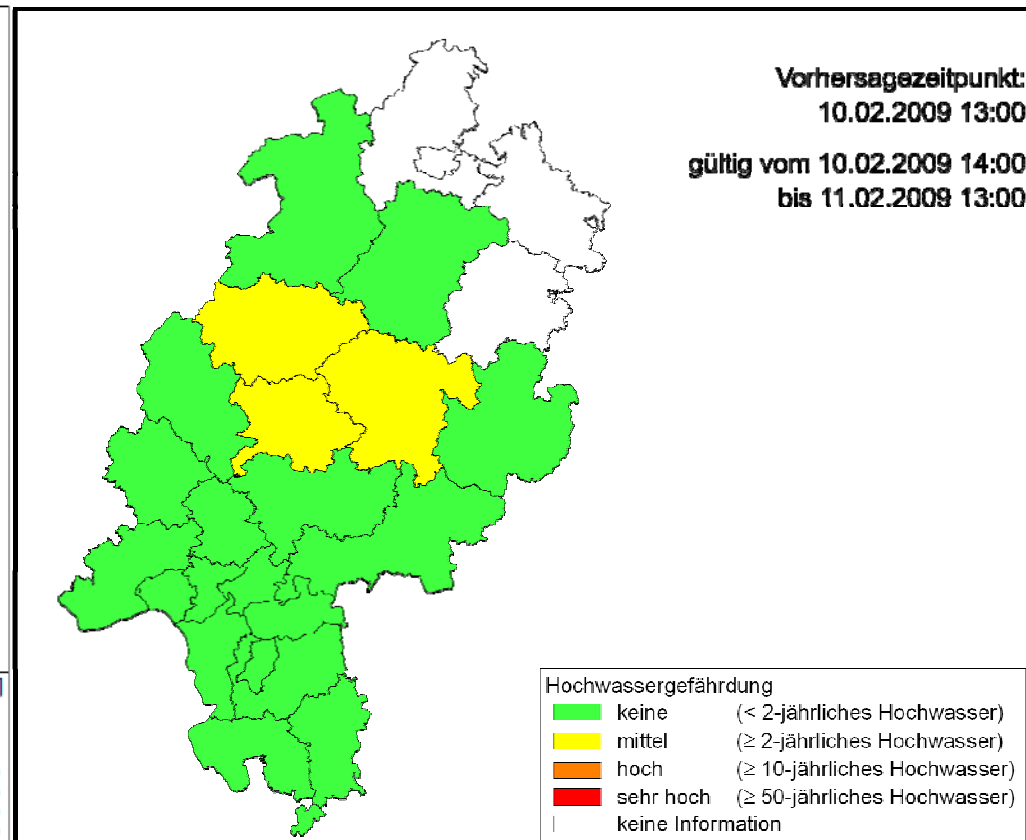 Vorhersagezeitpunkt:
10.02.2009 13:00
gültig vom 10.02.2009 14:00
bis 11.02.2009 13:00
Hochwassergefährdung
keine (< 2-jährliches Hochwasser)
mittel (≥ 2-jährliches Hochwasser)
hoch (≥ 10-jährliches Hochwasser)
sehr hoch (≥ 50-jährliches Hochwasser)
keine Information